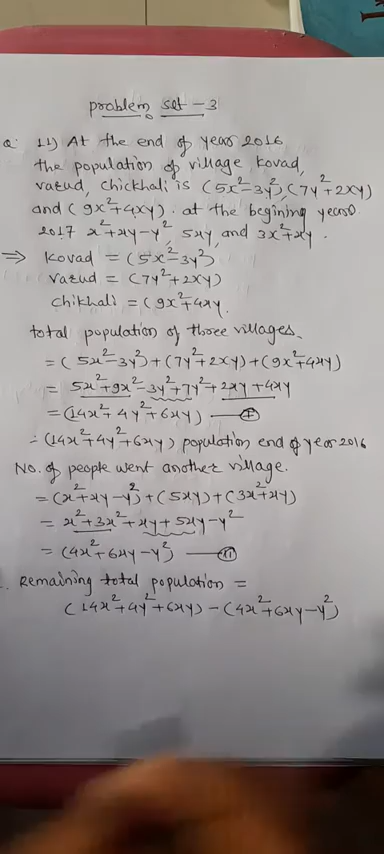 problem set - 3
Q. 11) At the end of year 2016
the population of village Kovad,
varud, chickhali is (5x²-3y²), (7y²+2xy)
and (9x²+4xy). at the begining years
2017 x²+xy-y², 5xy, and 3x²+xy.
⇒ Kovad = (5x²-3y²)
varud = (7y²+2xy)
chikhali = (9x²+4xy.
total population of three villages.
= (5x²-3y²)+(7y²+2xy)+(9x²+4xy)
= 5x²+9x²-3y²+7y²+2xy+4xy
= (14x²+4y²+6xy) — I
∴ (14x²+4y²+6xy) population end of year 2016
No. of people went another village.
= (x²+xy-y²)+(5xy)+(3x²+xy)
= x²+3x²+xy+5xy-y²
= (4x²+6xy-y²) — II
Remaining total population =
(14x²+4y²+6xy)-(4x²+6xy-y²)